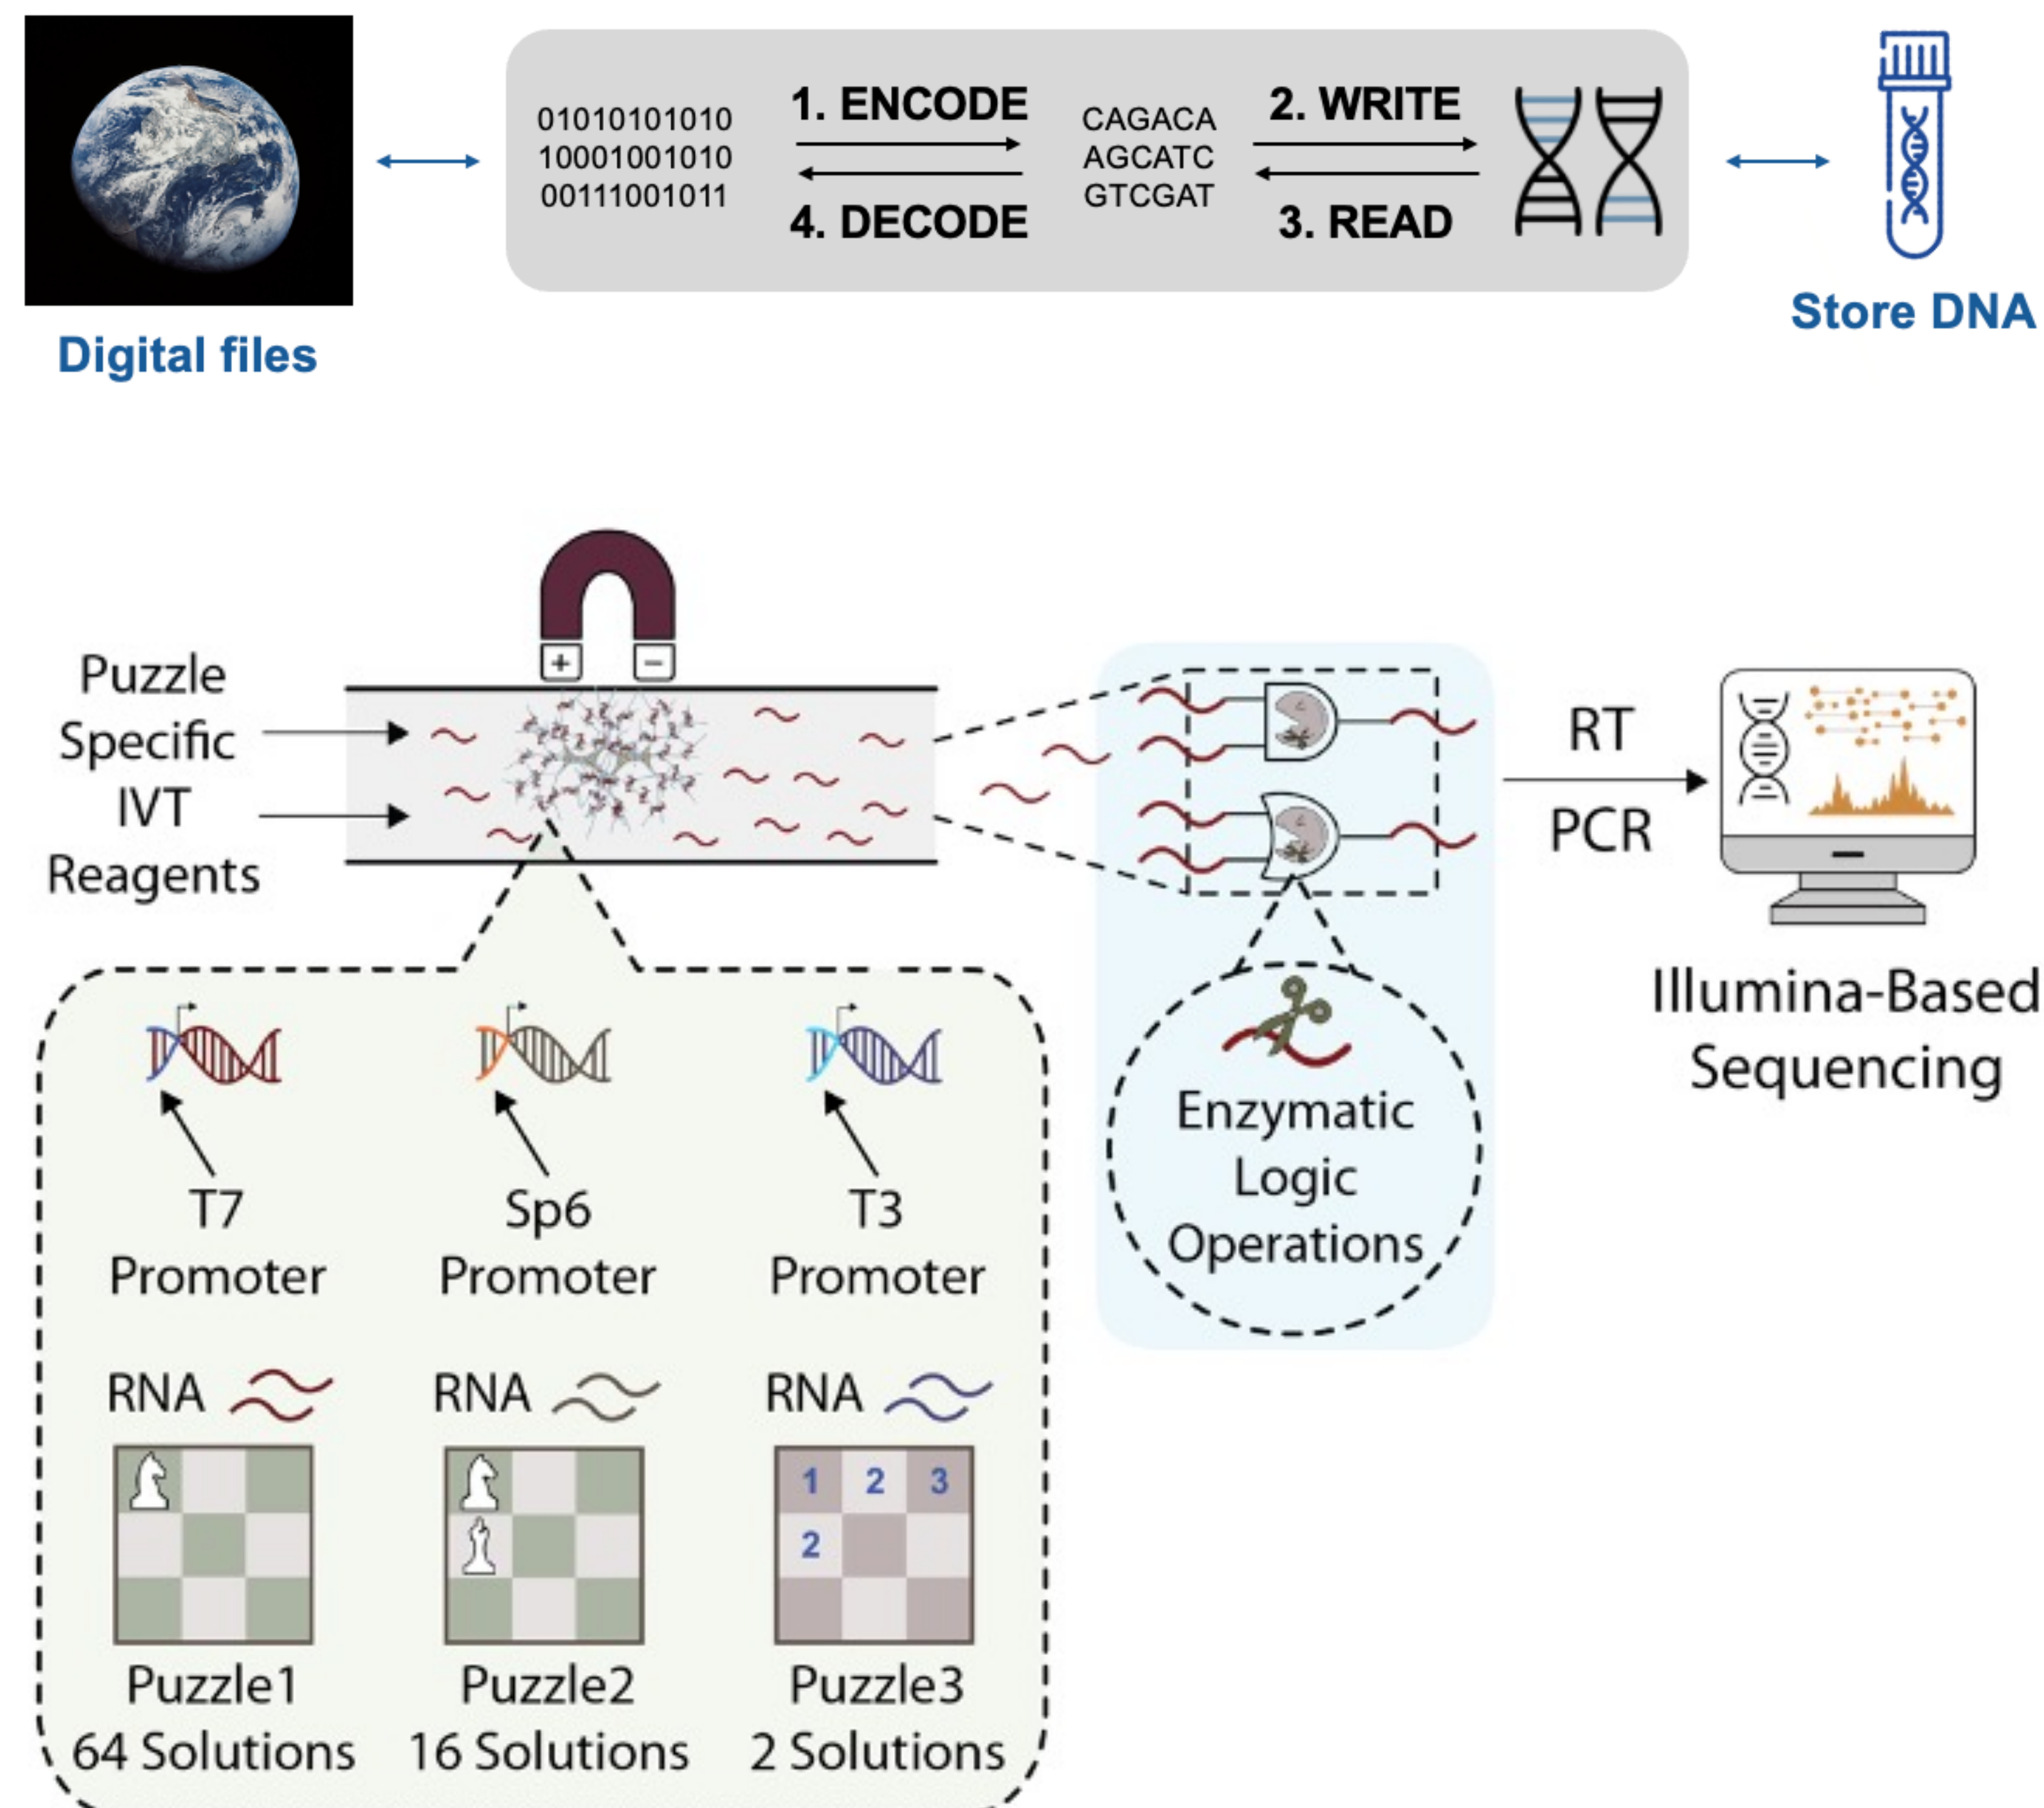 01010101010
10001001010
00111001011
1. ENCODE
4. DECODE
CAGACA
AGCATC
GTCGAT
2. WRITE
3. READ
Digital files
Store DNA
Puzzle
Specific
IVT
Reagents
+
−
RT
PCR
Illumina-Based
Sequencing
Enzymatic
Logic
Operations
T7
Promoter
Sp6
Promoter
T3
Promoter
RNA
RNA
RNA
1 2 3
2
Puzzle1
64 Solutions
Puzzle2
16 Solutions
Puzzle3
2 Solutions